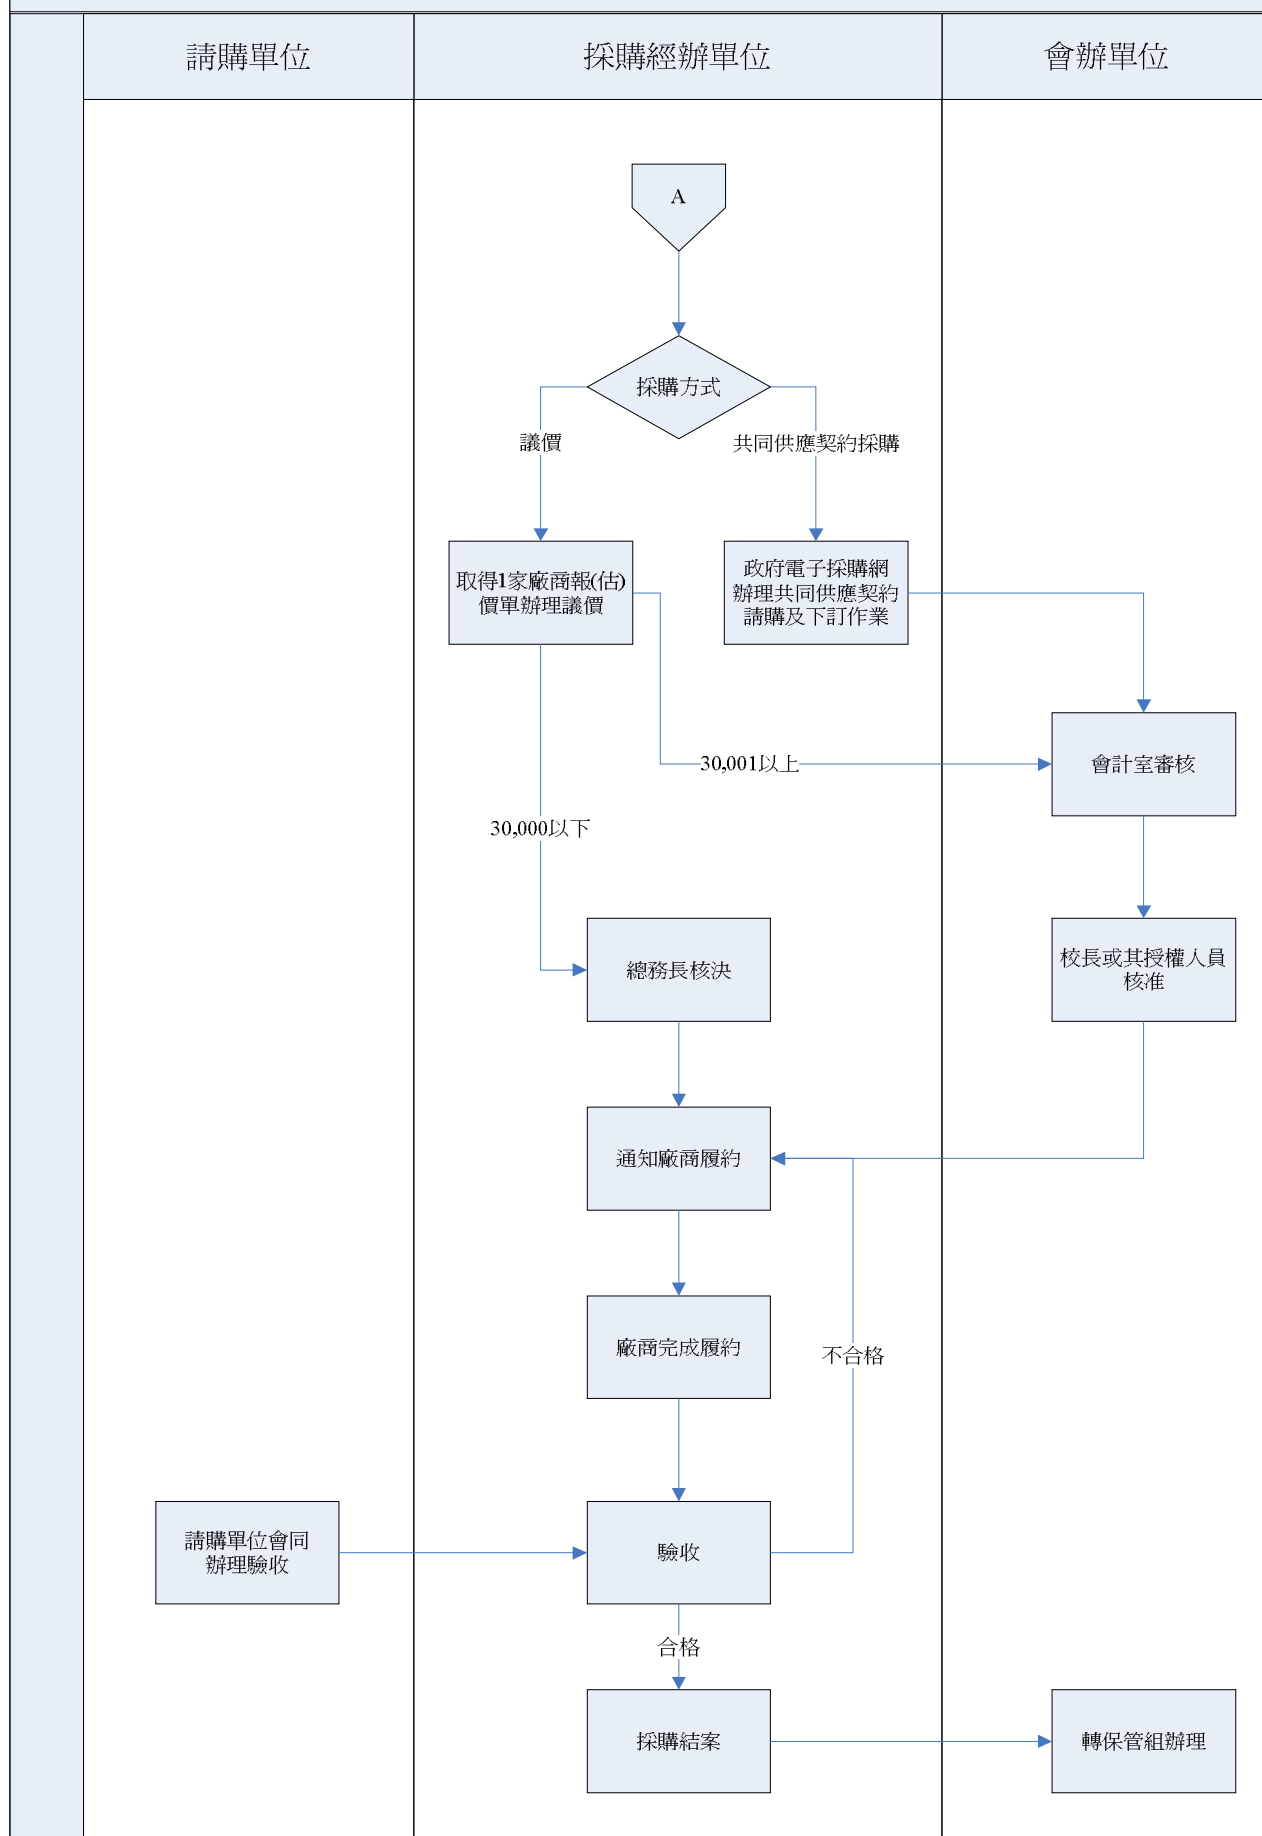 請購單位
採購經辦單位
會辦單位
A
採購方式
議價
共同供應契約採購
取得1家廠商報(估)
價單辦理議價
政府電子採購網
辦理共同供應契約
請購及下訂作業
30,001以上
會計室審核
30,000以下
總務長核決
校長或其授權人員
核准
通知廠商履約
廠商完成履約
不合格
請購單位會同
辦理驗收
驗收
合格
採購結案
轉保管組辦理